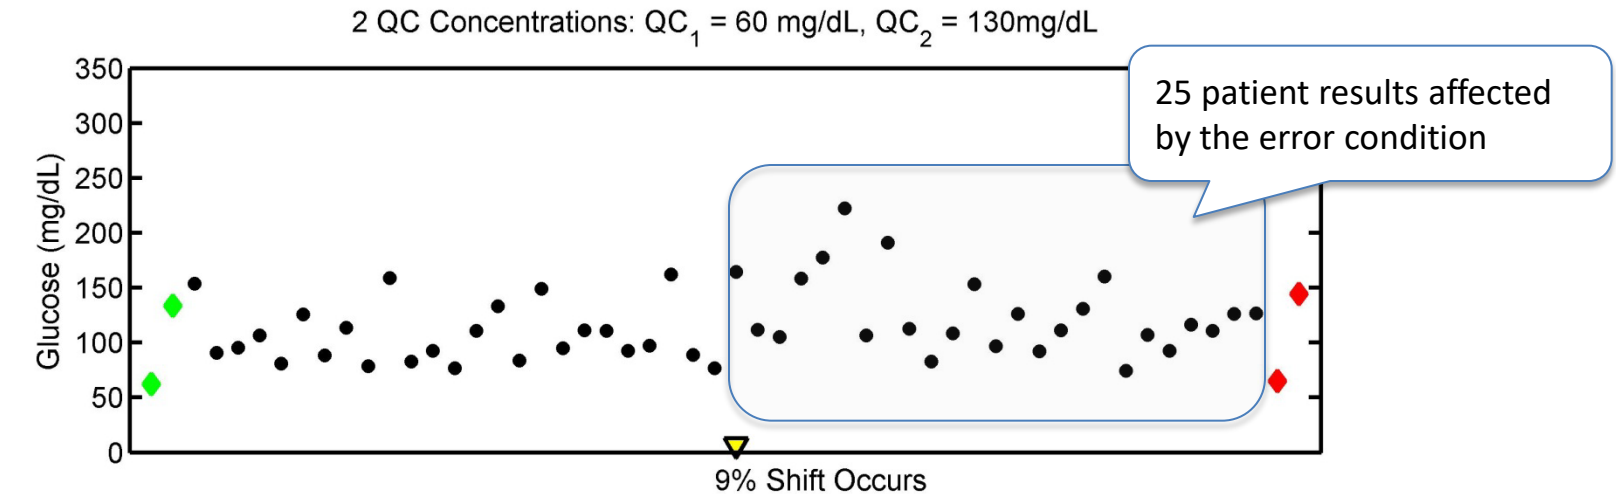 2 QC Concentrations: QC1 = 60 mg/dL, QC2 = 130mg/dL
25 patient results affected
by the error condition
Glucose (mg/dL)
350
300
250
200
150
100
50
0
9% Shift Occurs